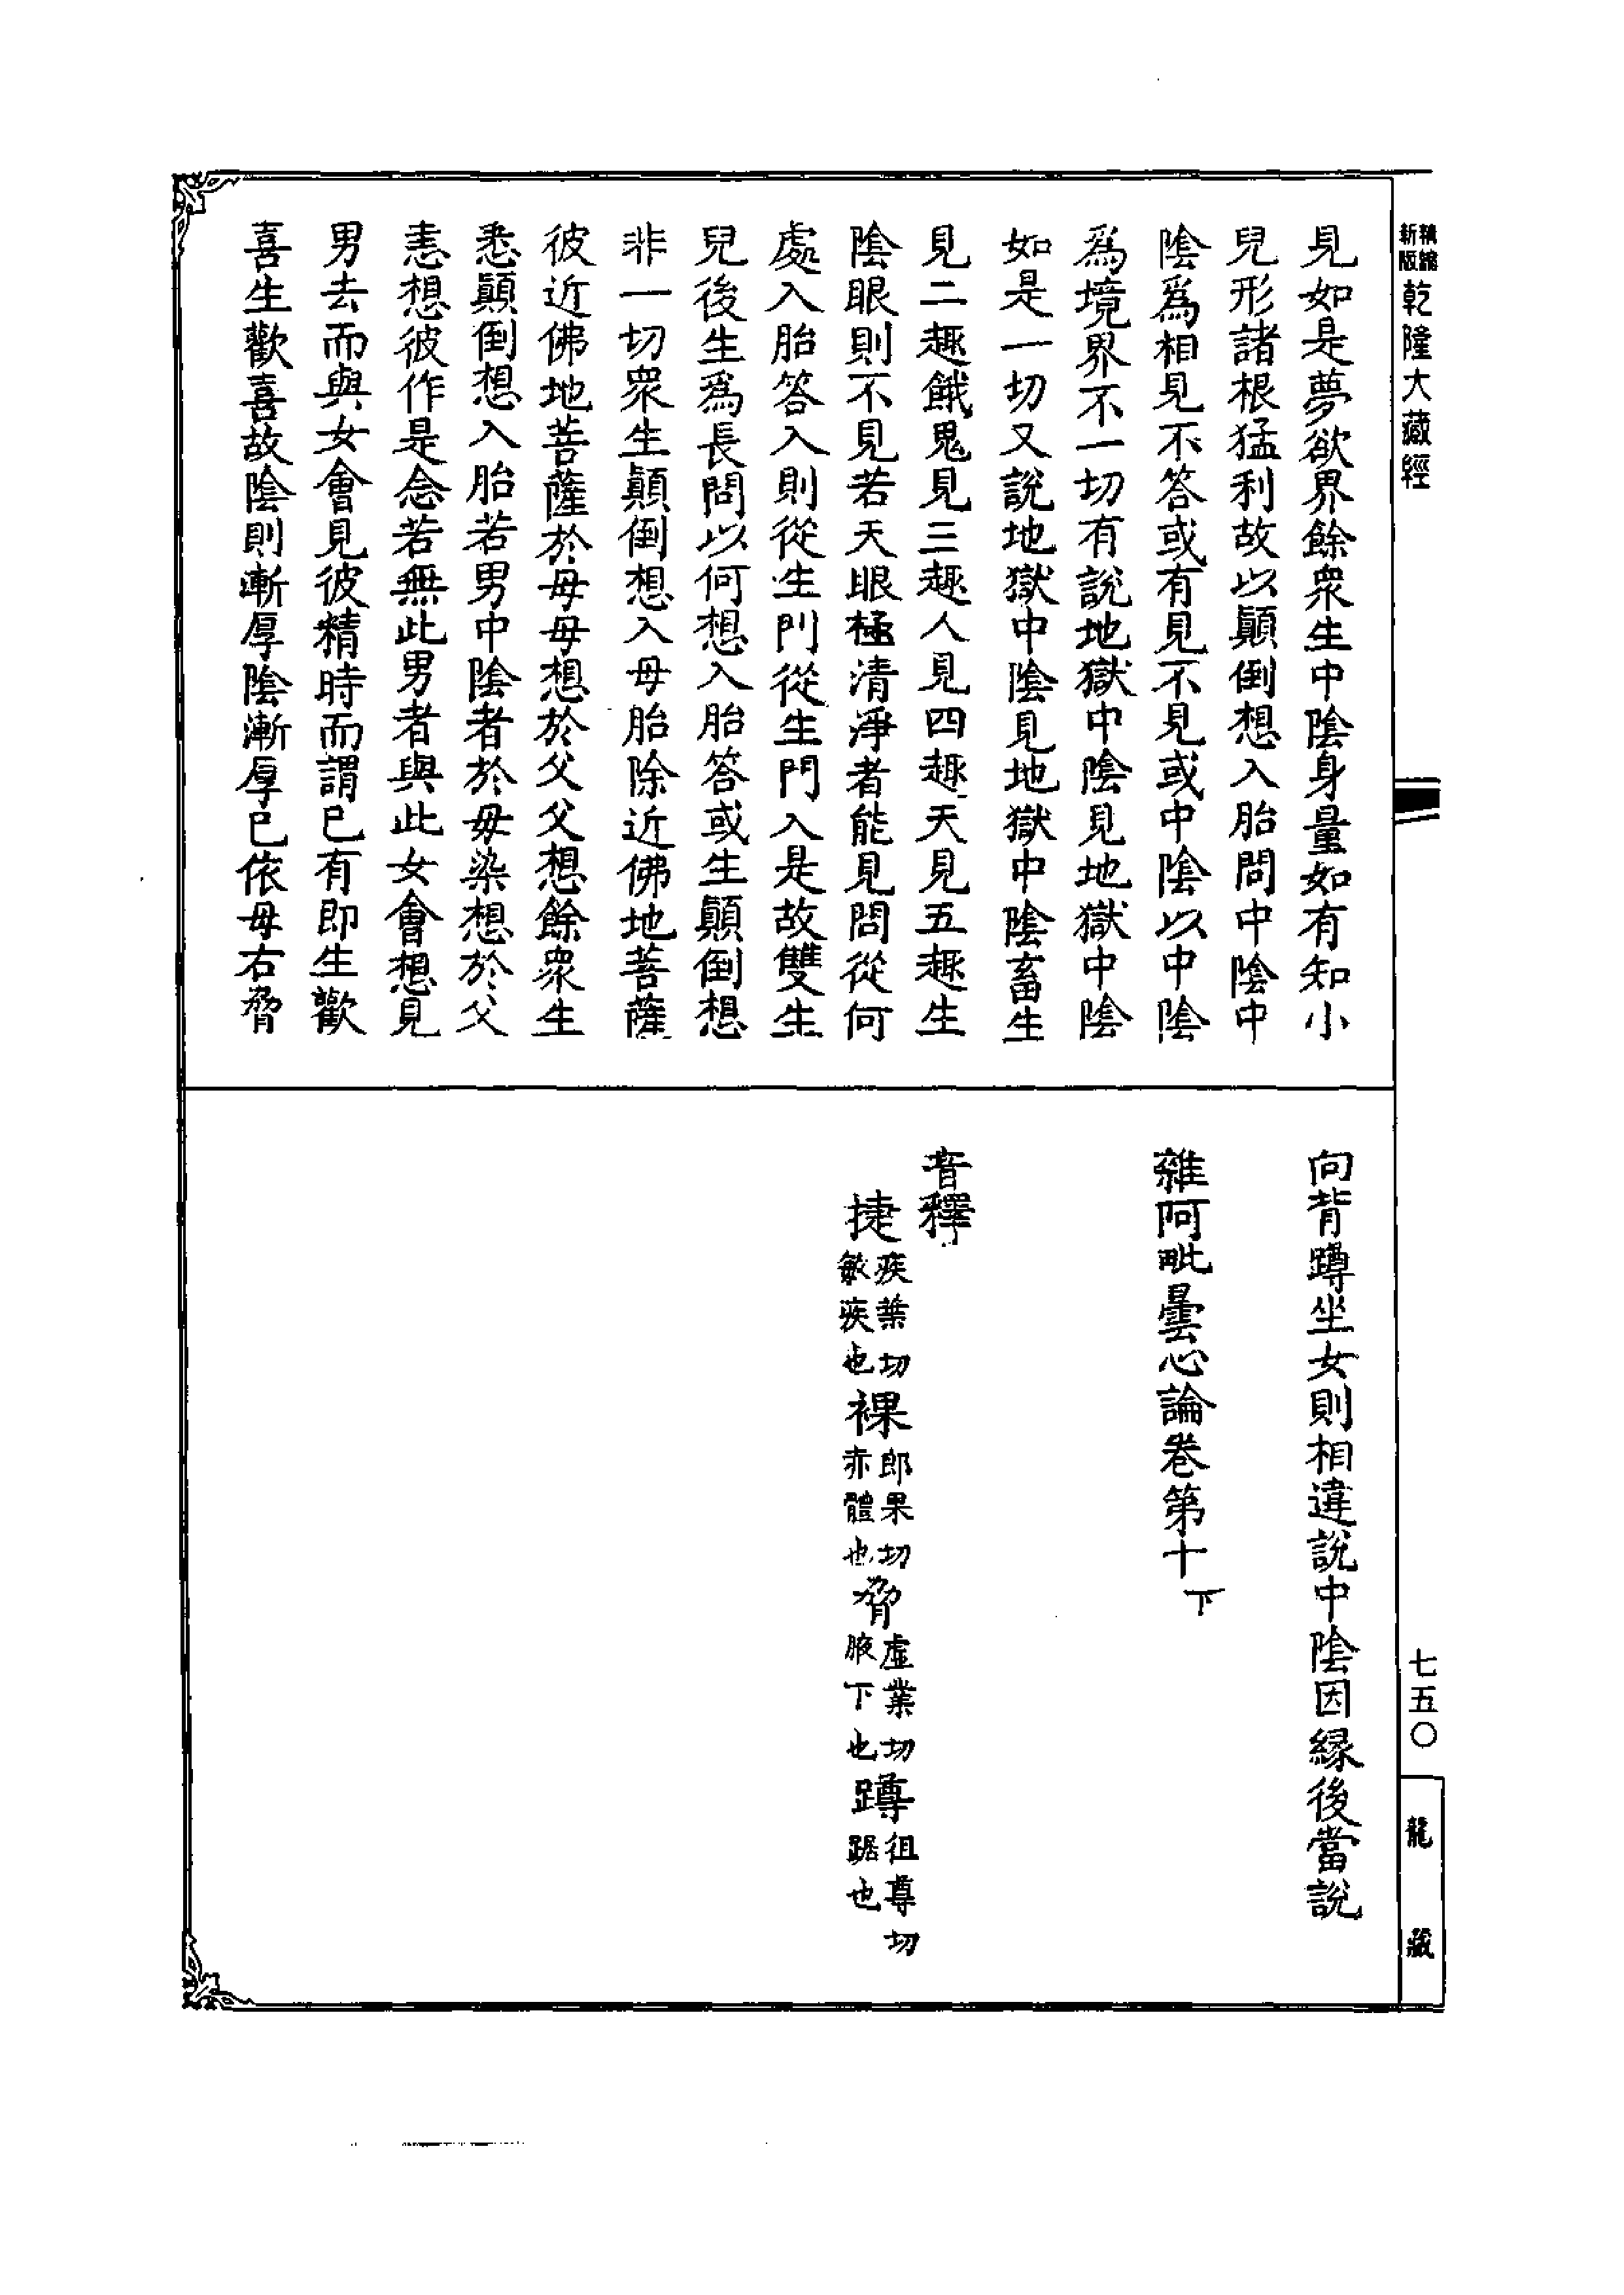 新版精縮乾隆大藏經
七五〇
龍藏
見如是夢欲界餘衆生中陰身量如有知小
兒形諸根猛利故以顛倒想入胎問中陰中
陰爲相見不答或有見不見或中陰以中陰
爲境界不一切有說地獄中陰見地獄中陰
如是一切又說地獄中陰見地獄中陰畜生
見二趣餓鬼見三趣人見四趣天見五趣生
陰眼則不見若天眼極清淨者能見問從何
處入胎答入則從生門從生門入是故雙生
兒後生爲長問以何想入胎答或生顛倒想
非一切衆生顛倒想入母胎除近佛地菩薩
彼近佛地菩薩於母母想於父父想餘衆生
悉顛倒想入胎若男中陰者於母染想於父
恚想彼作是念若無此男者與此女會想見
男去而與女會見彼精時而謂已有即生歡
喜生歡喜故陰則漸厚陰漸厚已依母右脅
向背蹲坐女則相違說中陰因緣後當說
雜阿毗曇心論卷第十下
音釋
捷疾葉切敏疾也裸郎果切赤體也脅虛業切腋下也蹲徂尊切踞也